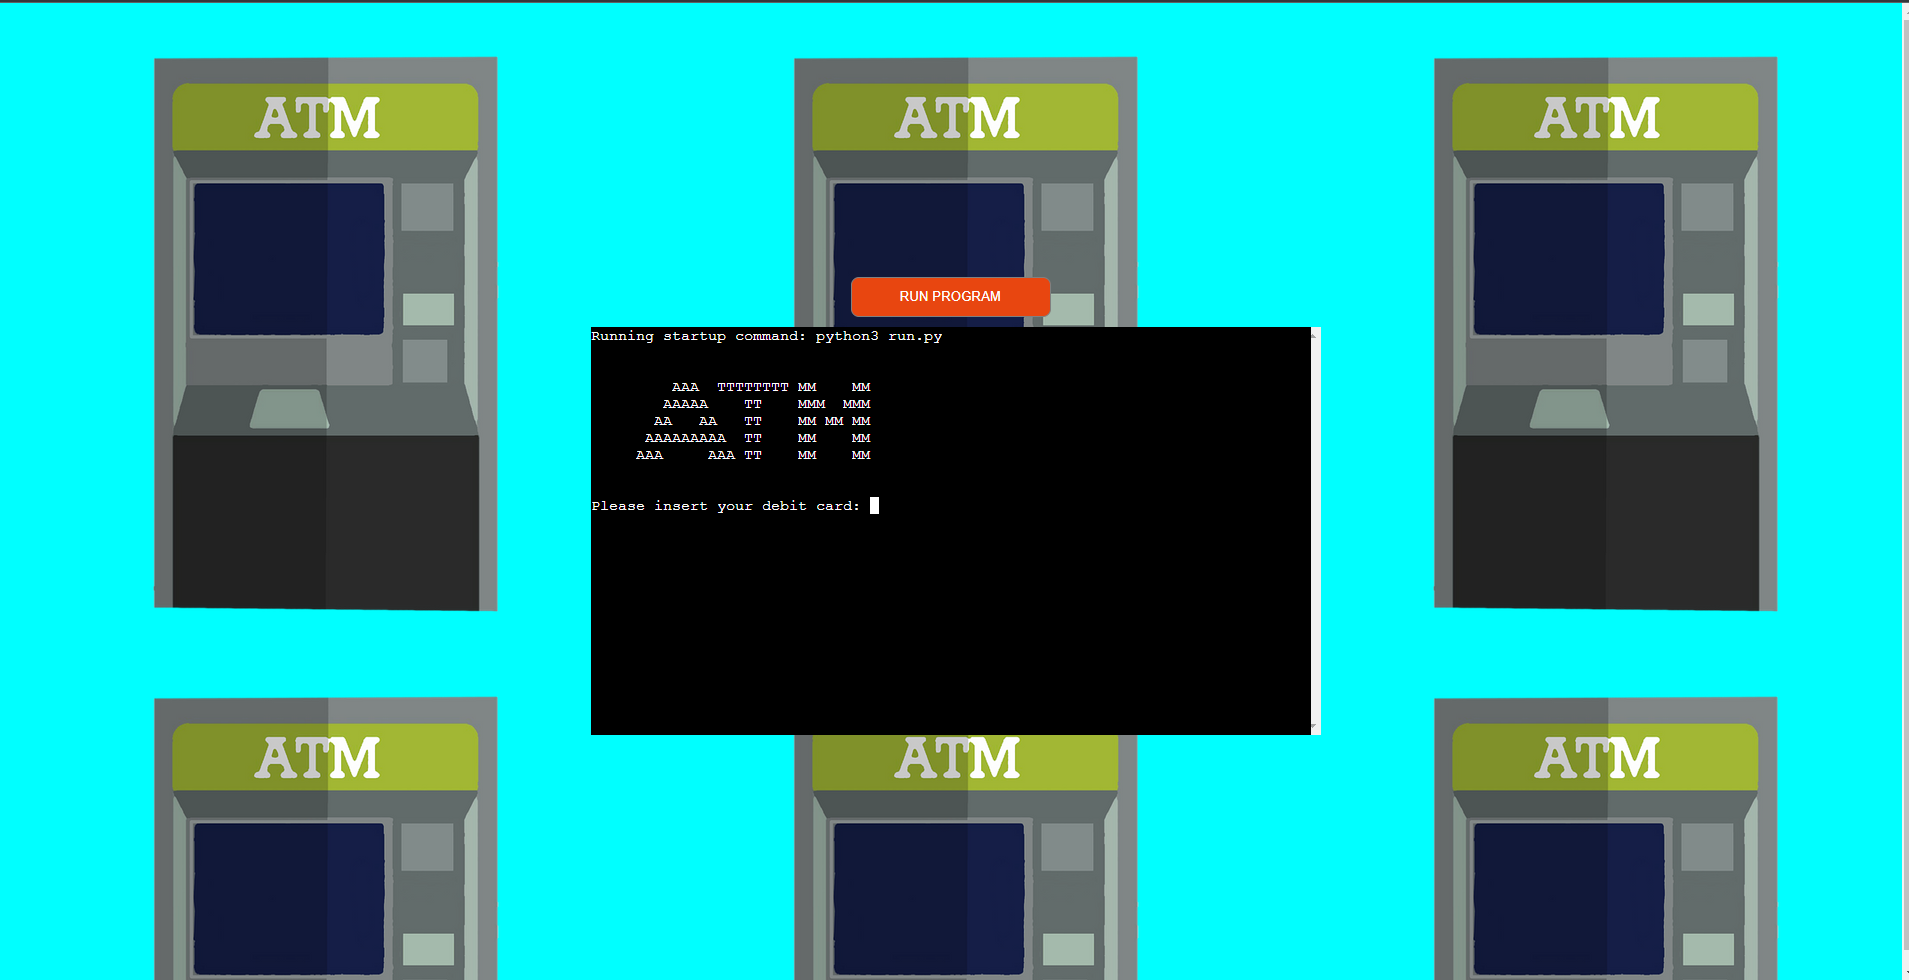 ATM ATM ATM
RUN PROGRAM
Running startup command: python3 run.py
         AAA  TTTTTTTT MM    MM
        AAAAA    TT    MMM  MMM
       AA   AA   TT    MM MM MM
      AAAAAAAAA  TT    MM    MM
     AAA     AAA TT    MM    MM
Please insert your debit card:
ATM ATM ATM